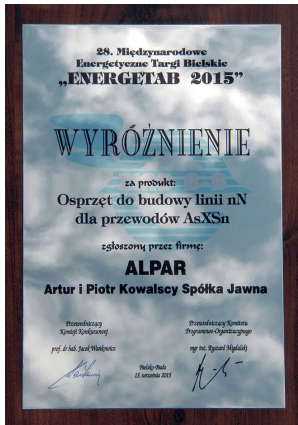 28. Międzynarodowe
Energetyczne Targi Bielskie
„ENERGETAB 2015”
WYRÓŻNIENIE
za produkt:
Osprzęt do budowy linii nN
dla przewodów AsXSn
zgłoszony przez firmę:
ALPAR
Artur i Piotr Kowalscy Spółka Jawna
Przewodniczący
Komisji Konkursowej
prof. dr hab. Jacek Wańkowicz
Przewodniczący Komitetu
Programowo-Organizacyjnego
mgr inż. Ryszard Migdalski
Bielsko-Biała
15. września 2015